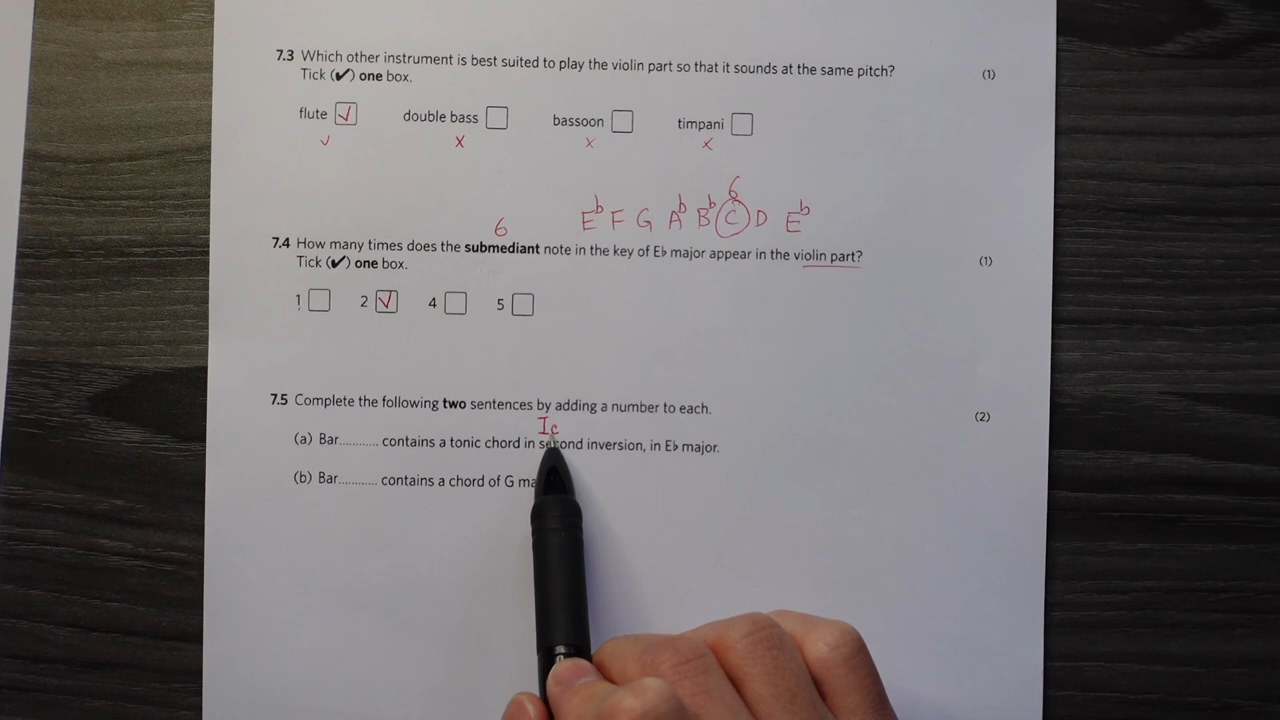 7.3 Which other instrument is best suited to play the violin part so that it sounds at the same pitch? (1)
Tick (✔) one box.
flute ✓ double bass bassoon timpani
✓ x x x
6
E♭ F G A♭ B♭ C D E♭
6
7.4 How many times does the submediant note in the key of E♭ major appear in the violin part? (1)
Tick (✔) one box.
1 2 ✓ 4 5
7.5 Complete the following two sentences by adding a number to each. (2)
Ic
(a) Bar............ contains a tonic chord in second inversion, in E♭ major.
(b) Bar............ contains a chord of G